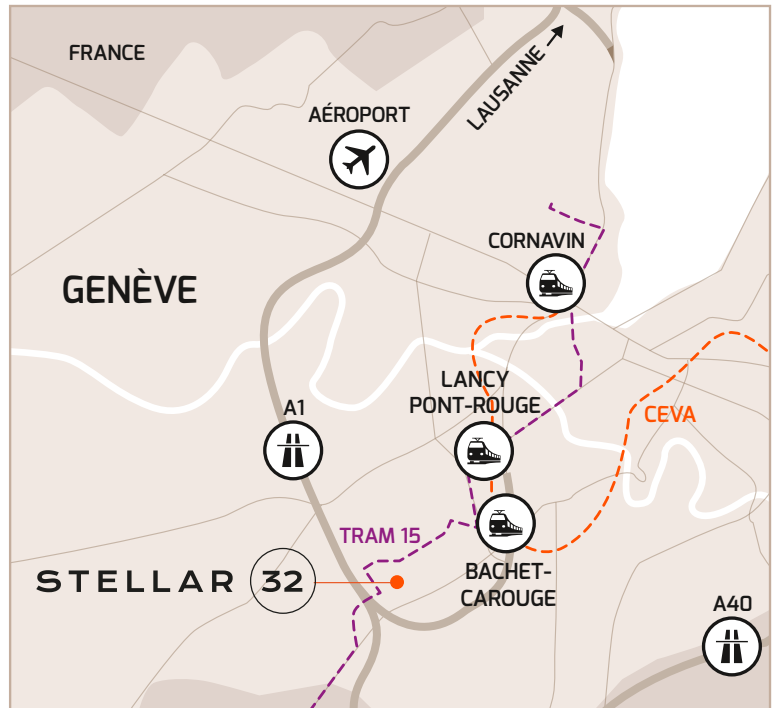 FRANCE
LAUSANNE
AÉROPORT
CORNAVIN
GENÈVE
LANCY
PONT-ROUGE
A1
CEVA
TRAM 15
STELLAR 32
BACHET-
CAROUGE
A40